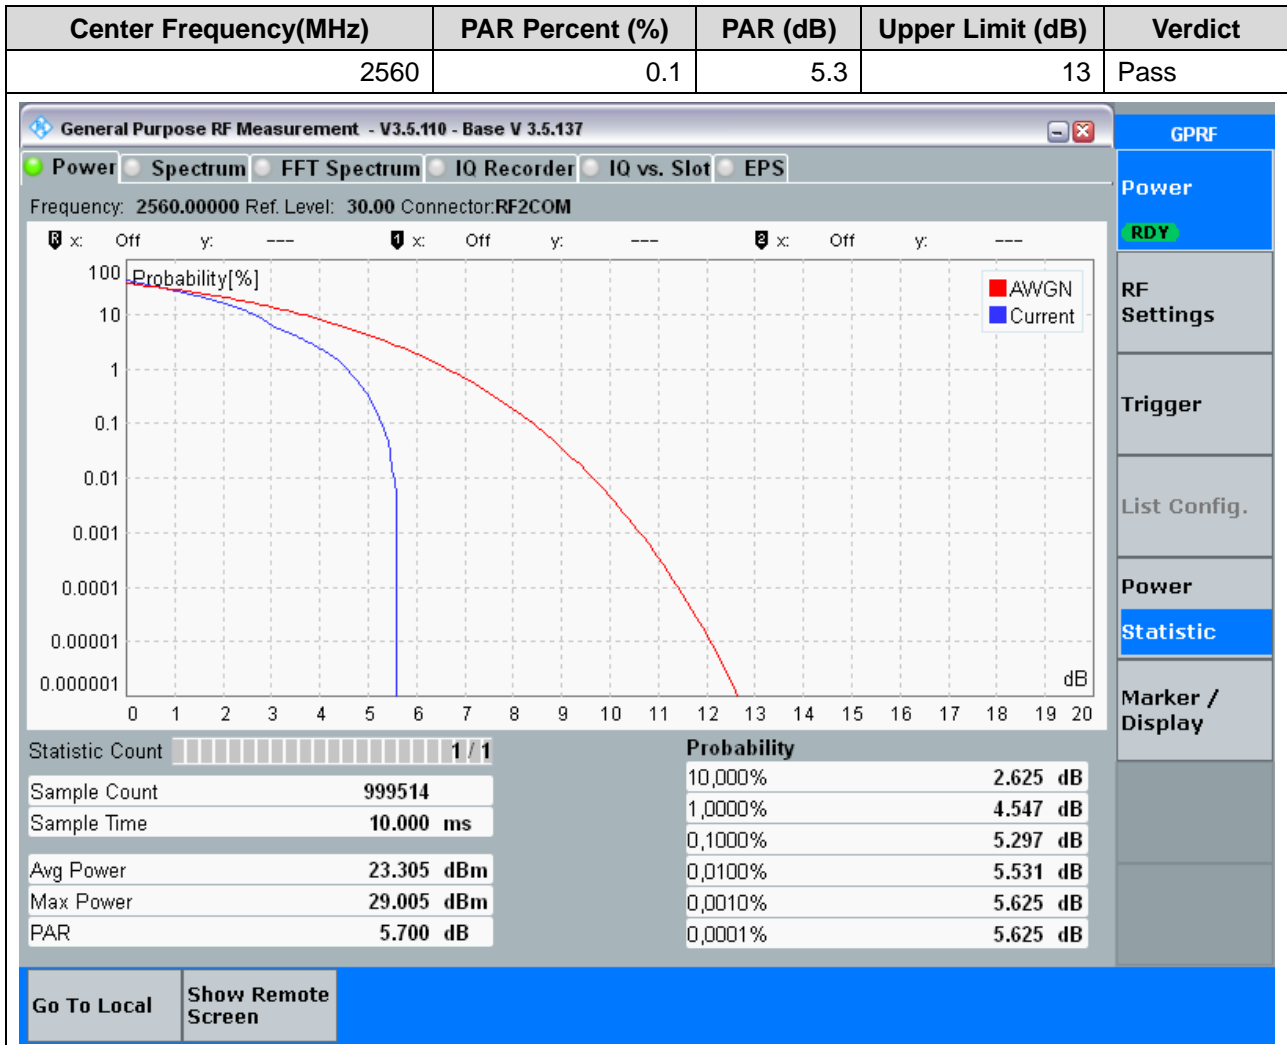 Center Frequency(MHz) PAR Percent (%) PAR (dB) Upper Limit (dB) Verdict
2560 0.1 5.3 13 Pass
General Purpose RF Measurement - V3.5.110 - Base V 3.5.137
GPRF
Power Spectrum FFT Spectrum IQ Recorder IQ vs. Slot EPS
Power
RDY
Frequency: 2560.00000 Ref. Level: 30.00 Connector:RF2COM
R x: Off y: --- 1 x: Off y: --- 2 x: Off y: ---
Probability[%]
AWGN
Current
100
10
1
0.1
0.01
0.001
0.0001
0.00001
0.000001
dB
0 1 2 3 4 5 6 7 8 9 10 11 12 13 14 15 16 17 18 19 20
RF
Settings
Trigger
List Config.
Power
Statistic
Marker /
Display
Statistic Count 1 / 1
Sample Count 999514
Sample Time 10.000 ms
Avg Power 23.305 dBm
Max Power 29.005 dBm
PAR 5.700 dB
Probability
10,000% 2.625 dB
1,0000% 4.547 dB
0,1000% 5.297 dB
0,0100% 5.531 dB
0,0010% 5.625 dB
0,0001% 5.625 dB
Go To Local
Show Remote
Screen